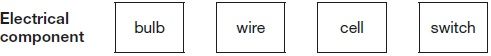 Electrical component
bulb
wire
cell
switch